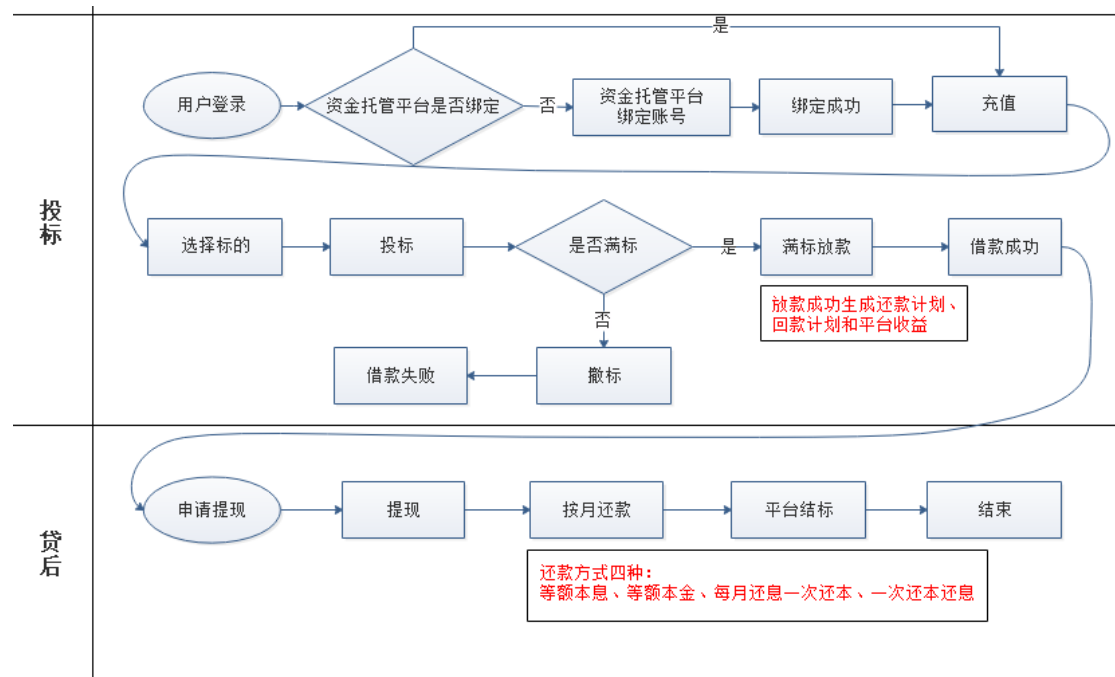 是
用户登录
资金托管平台是否绑定
否
资金托管平台
绑定账号
绑定成功
充值
投
标
选择标的
投标
是否满标
是
满标放款
借款成功
放款成功生成还款计划、
回款计划和平台收益
否
借款失败
撤标
贷
后
申请提现
提现
按月还款
平台结标
结束
还款方式四种：
等额本息、等额本金、每月还息一次还本、一次还本还息